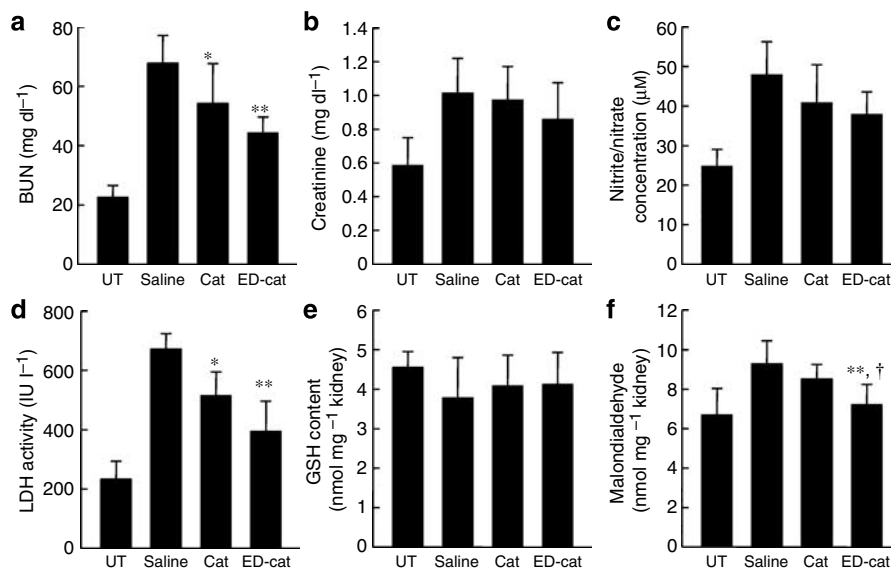 a
BUN (mg dl⁻¹)
80
60
40
20
0
*
**
UT Saline Cat ED-cat
b
Creatinine (mg dl⁻¹)
1.4
1.2
1.0
0.8
0.6
0.4
0.2
0
UT Saline Cat ED-cat
c
Nitrite/nitrate
concentration (μM)
60
50
40
30
20
10
0
UT Saline Cat ED-cat
d
LDH activity (IU l⁻¹)
800
600
400
200
0
*
**
UT Saline Cat ED-cat
e
GSH content
(nmol mg ⁻¹ kidney)
6
5
4
3
2
1
0
UT Saline Cat ED-cat
f
Malondialdehyde
(nmol mg ⁻¹ kidney)
12
10
8
6
4
2
0
**, †
UT Saline Cat ED-cat